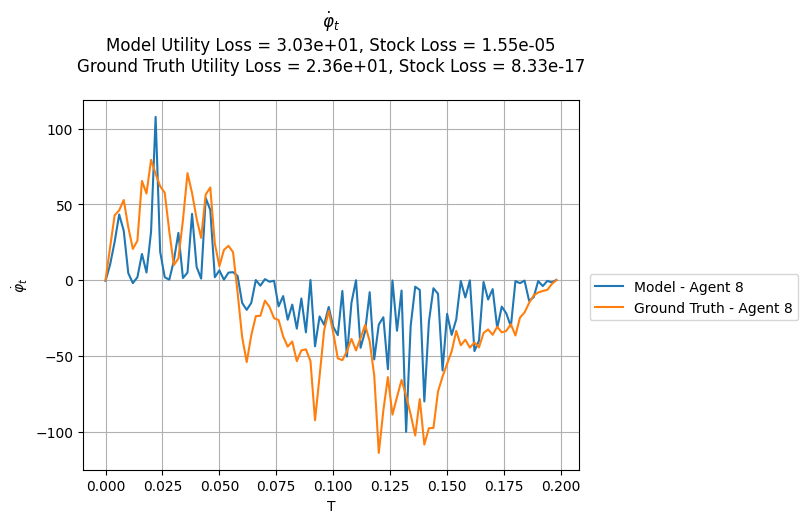 φ̇ₜ
Model Utility Loss = 3.03e+01, Stock Loss = 1.55e-05
Ground Truth Utility Loss = 2.36e+01, Stock Loss = 8.33e-17
100
50
0
−50
−100
φ̇ₜ
0.000 0.025 0.050 0.075 0.100 0.125 0.150 0.175 0.200
T
Model - Agent 8
Ground Truth - Agent 8